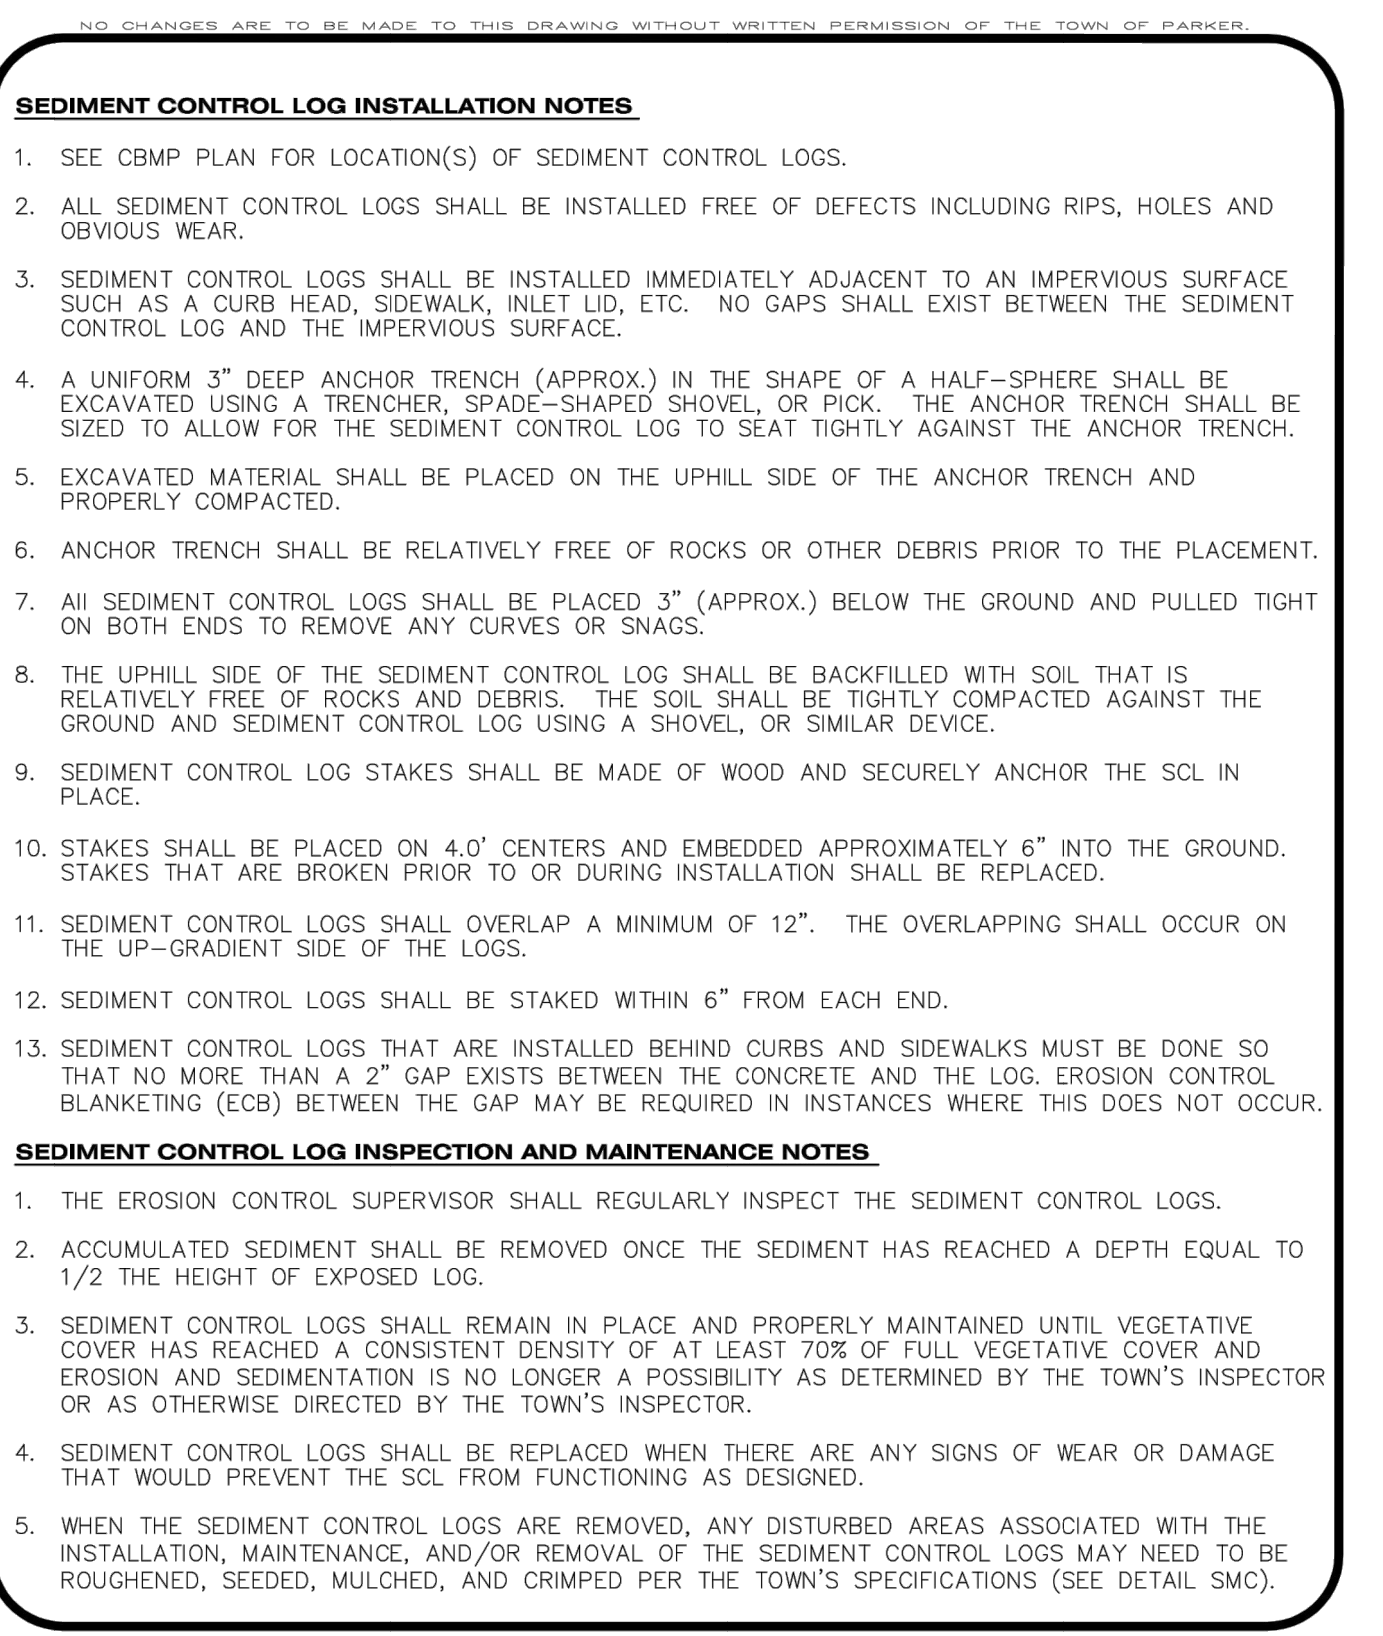 NO CHANGES ARE TO BE MADE TO THIS DRAWING WITHOUT WRITTEN PERMISSION OF THE TOWN OF PARKER.
SEDIMENT CONTROL LOG INSTALLATION NOTES
1. SEE CBMP PLAN FOR LOCATION(S) OF SEDIMENT CONTROL LOGS.
2. ALL SEDIMENT CONTROL LOGS SHALL BE INSTALLED FREE OF DEFECTS INCLUDING RIPS, HOLES AND
OBVIOUS WEAR.
3. SEDIMENT CONTROL LOGS SHALL BE INSTALLED IMMEDIATELY ADJACENT TO AN IMPERVIOUS SURFACE
SUCH AS A CURB HEAD, SIDEWALK, INLET LID, ETC. NO GAPS SHALL EXIST BETWEEN THE SEDIMENT
CONTROL LOG AND THE IMPERVIOUS SURFACE.
4. A UNIFORM 3" DEEP ANCHOR TRENCH (APPROX.) IN THE SHAPE OF A HALF-SPHERE SHALL BE
EXCAVATED USING A TRENCHER, SPADE-SHAPED SHOVEL, OR PICK. THE ANCHOR TRENCH SHALL BE
SIZED TO ALLOW FOR THE SEDIMENT CONTROL LOG TO SEAT TIGHTLY AGAINST THE ANCHOR TRENCH.
5. EXCAVATED MATERIAL SHALL BE PLACED ON THE UPHILL SIDE OF THE ANCHOR TRENCH AND
PROPERLY COMPACTED.
6. ANCHOR TRENCH SHALL BE RELATIVELY FREE OF ROCKS OR OTHER DEBRIS PRIOR TO THE PLACEMENT.
7. All SEDIMENT CONTROL LOGS SHALL BE PLACED 3" (APPROX.) BELOW THE GROUND AND PULLED TIGHT
ON BOTH ENDS TO REMOVE ANY CURVES OR SNAGS.
8. THE UPHILL SIDE OF THE SEDIMENT CONTROL LOG SHALL BE BACKFILLED WITH SOIL THAT IS
RELATIVELY FREE OF ROCKS AND DEBRIS. THE SOIL SHALL BE TIGHTLY COMPACTED AGAINST THE
GROUND AND SEDIMENT CONTROL LOG USING A SHOVEL, OR SIMILAR DEVICE.
9. SEDIMENT CONTROL LOG STAKES SHALL BE MADE OF WOOD AND SECURELY ANCHOR THE SCL IN
PLACE.
10. STAKES SHALL BE PLACED ON 4.0' CENTERS AND EMBEDDED APPROXIMATELY 6" INTO THE GROUND.
STAKES THAT ARE BROKEN PRIOR TO OR DURING INSTALLATION SHALL BE REPLACED.
11. SEDIMENT CONTROL LOGS SHALL OVERLAP A MINIMUM OF 12". THE OVERLAPPING SHALL OCCUR ON
THE UP-GRADIENT SIDE OF THE LOGS.
12. SEDIMENT CONTROL LOGS SHALL BE STAKED WITHIN 6" FROM EACH END.
13. SEDIMENT CONTROL LOGS THAT ARE INSTALLED BEHIND CURBS AND SIDEWALKS MUST BE DONE SO
THAT NO MORE THAN A 2" GAP EXISTS BETWEEN THE CONCRETE AND THE LOG. EROSION CONTROL
BLANKETING (ECB) BETWEEN THE GAP MAY BE REQUIRED IN INSTANCES WHERE THIS DOES NOT OCCUR.
SEDIMENT CONTROL LOG INSPECTION AND MAINTENANCE NOTES
1. THE EROSION CONTROL SUPERVISOR SHALL REGULARLY INSPECT THE SEDIMENT CONTROL LOGS.
2. ACCUMULATED SEDIMENT SHALL BE REMOVED ONCE THE SEDIMENT HAS REACHED A DEPTH EQUAL TO
1/2 THE HEIGHT OF EXPOSED LOG.
3. SEDIMENT CONTROL LOGS SHALL REMAIN IN PLACE AND PROPERLY MAINTAINED UNTIL VEGETATIVE
COVER HAS REACHED A CONSISTENT DENSITY OF AT LEAST 70% OF FULL VEGETATIVE COVER AND
EROSION AND SEDIMENTATION IS NO LONGER A POSSIBILITY AS DETERMINED BY THE TOWN'S INSPECTOR
OR AS OTHERWISE DIRECTED BY THE TOWN'S INSPECTOR.
4. SEDIMENT CONTROL LOGS SHALL BE REPLACED WHEN THERE ARE ANY SIGNS OF WEAR OR DAMAGE
THAT WOULD PREVENT THE SCL FROM FUNCTIONING AS DESIGNED.
5. WHEN THE SEDIMENT CONTROL LOGS ARE REMOVED, ANY DISTURBED AREAS ASSOCIATED WITH THE
INSTALLATION, MAINTENANCE, AND/OR REMOVAL OF THE SEDIMENT CONTROL LOGS MAY NEED TO BE
ROUGHENED, SEEDED, MULCHED, AND CRIMPED PER THE TOWN'S SPECIFICATIONS (SEE DETAIL SMC).